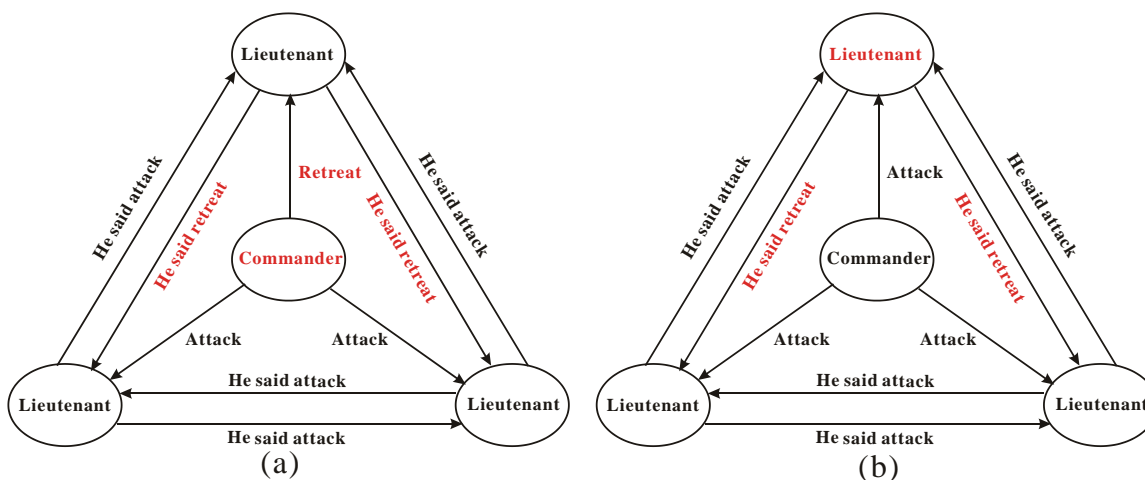 Lieutenant
He said attack
He said retreat
Retreat
He said retreat
He said attack
Commander
Attack
Attack
Lieutenant
He said attack
Lieutenant
He said attack
(a)
Lieutenant
He said attack
He said retreat
Attack
He said retreat
He said attack
Commander
Attack
Attack
Lieutenant
He said attack
Lieutenant
He said attack
(b)